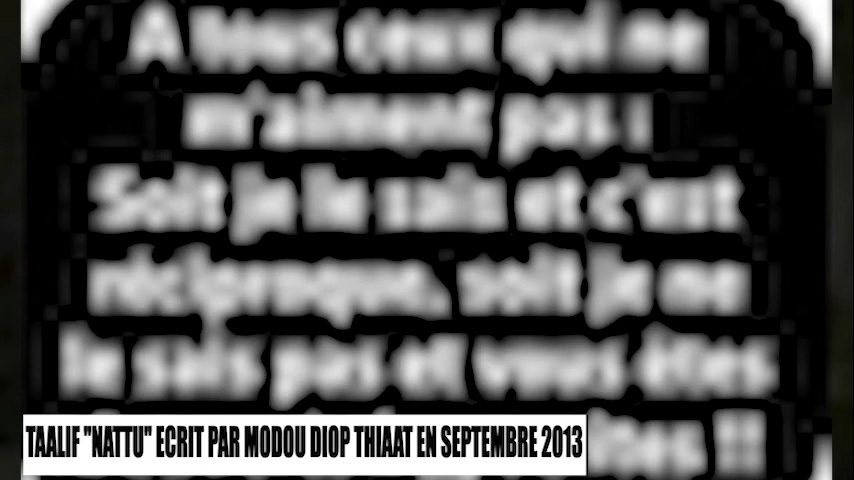 A tous ceux qui ne
m'aiment pas !
Soit je le sais et c'est
réciproque, soit je ne
le sais pas et vous êtes
!!
TAALIF "NATTU" ECRIT PAR MODOU DIOP THIAAT EN SEPTEMBRE 2013